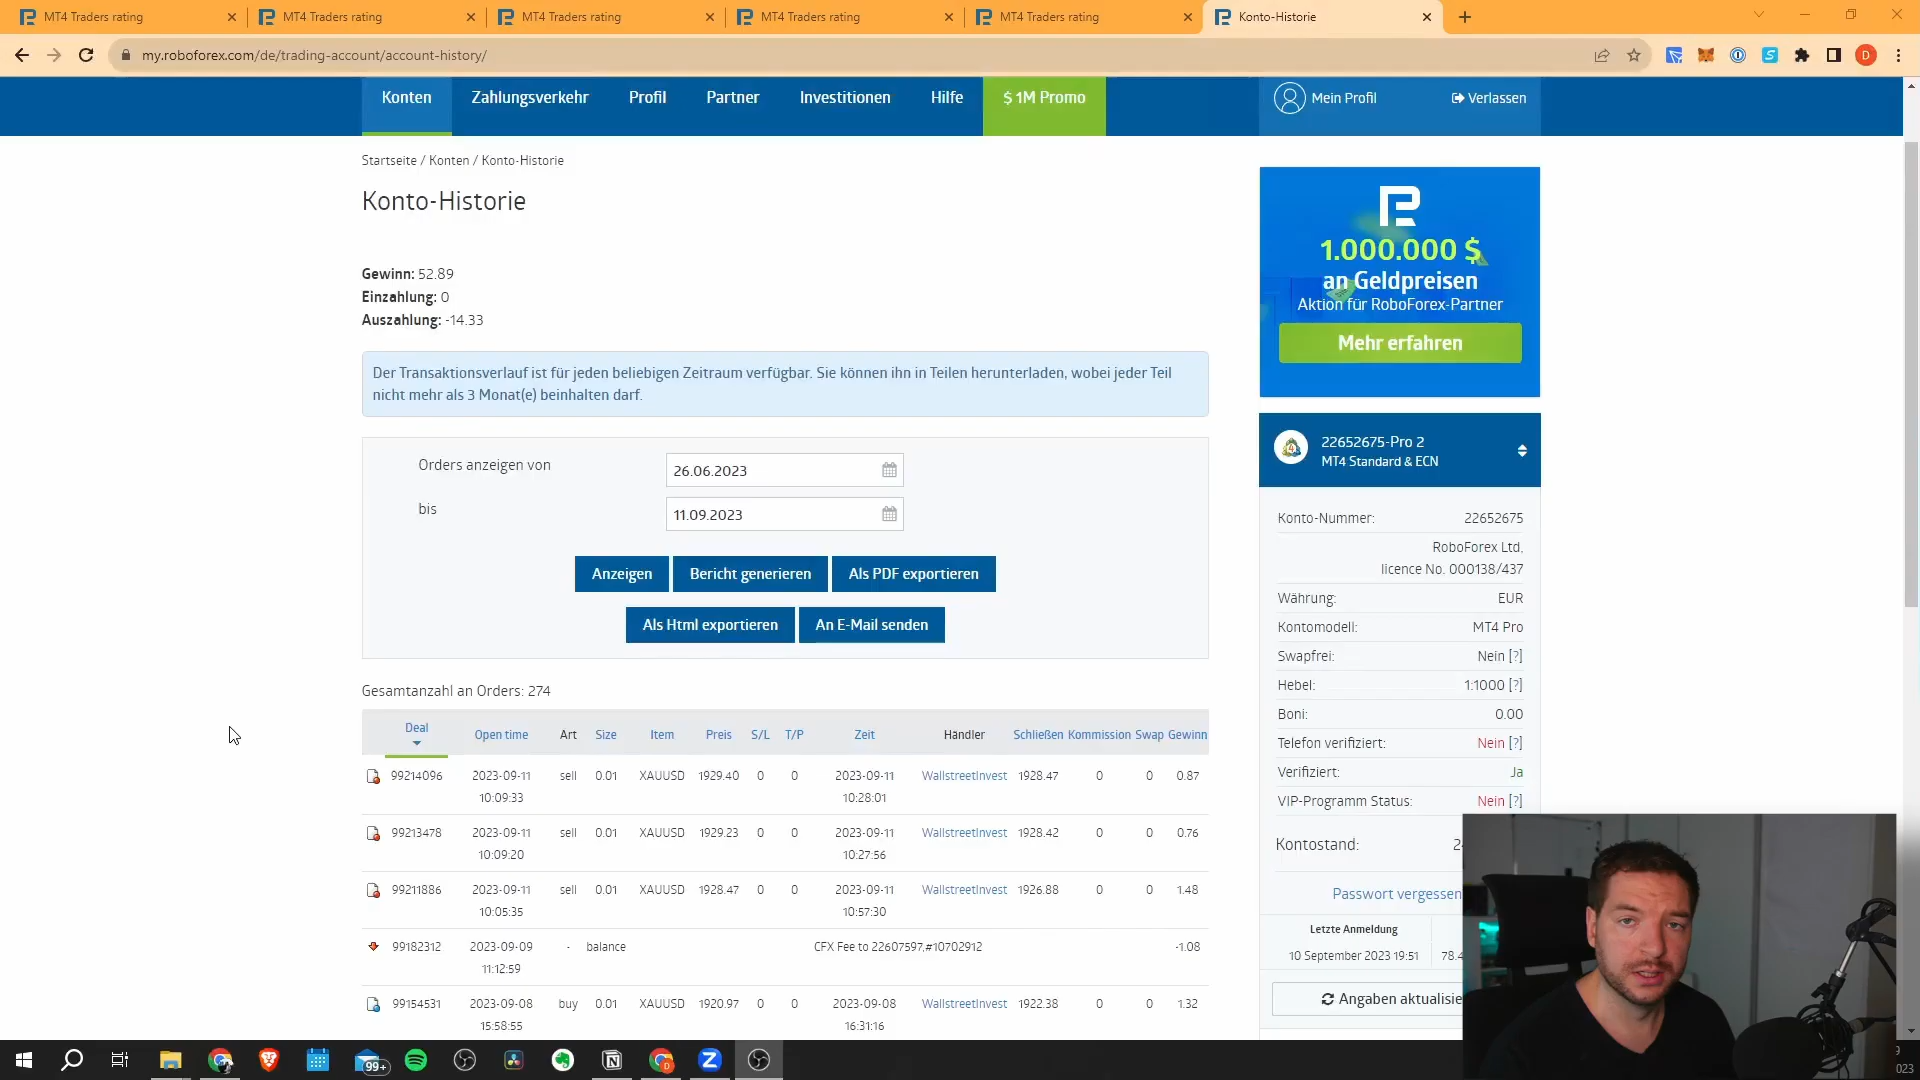 MT4 Traders rating
MT4 Traders rating
MT4 Traders rating
MT4 Traders rating
MT4 Traders rating
Konto-Historie
my.roboforex.com/de/trading-account/account-history/
D
Konten
Zahlungsverkehr
Profil
Partner
Investitionen
Hilfe
$ 1M Promo
Mein Profil
Verlassen
Startseite / Konten / Konto-Historie
Konto-Historie
Gewinn: 52.89
Einzahlung: 0
Auszahlung: -14.33
Der Transaktionsverlauf ist für jeden beliebigen Zeitraum verfügbar. Sie können ihn in Teilen herunterladen, wobei jeder Teil
nicht mehr als 3 Monat(e) beinhalten darf.
Orders anzeigen von 26.06.2023
bis 11.09.2023
Anzeigen
Bericht generieren
Als PDF exportieren
Als Html exportieren
An E-Mail senden
Gesamtanzahl an Orders: 274
Deal Open time Art Size Item Preis S/L T/P Zeit Händler Schließen Kommission Swap Gewinn
99214096 2023-09-11 sell 0.01 XAUUSD 1929.40 0 0 2023-09-11 WallstreetInvest 1928.47 0 0 0.87
10:09:33 10:28:01
99213478 2023-09-11 sell 0.01 XAUUSD 1929.23 0 0 2023-09-11 WallstreetInvest 1928.42 0 0 0.76
10:09:20 10:27:56
99211886 2023-09-11 sell 0.01 XAUUSD 1928.47 0 0 2023-09-11 WallstreetInvest 1926.88 0 0 1.48
10:05:35 10:57:30
99182312 2023-09-09 - balance CFX Fee to 22607597,#10702912 -1.08
11:12:59
99154531 2023-09-08 buy 0.01 XAUUSD 1920.97 0 0 2023-09-08 WallstreetInvest 1922.38 0 0 1.32
15:58:55 16:31:16
1.000.000 $
an Geldpreisen
Aktion für RoboForex-Partner
Mehr erfahren
22652675-Pro 2
MT4 Standard & ECN
Konto-Nummer: 22652675
RoboForex Ltd,
licence No. 000138/437
Währung: EUR
Kontomodell: MT4 Pro
Swapfrei: Nein [?]
Hebel: 1:1000 [?]
Boni: 0.00
Telefon verifiziert: Nein [?]
Verifiziert: Ja
VIP-Programm Status: Nein [?]
Kontostand:
Passwort vergessen
Letzte Anmeldung
10 September 2023 19:51 78.4
Angaben aktualisie
99+